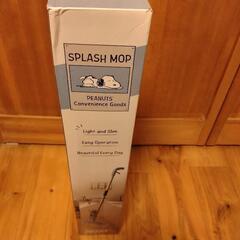 SPLASH MOP
PEANUTS
Convenience Goods
Light and Slim
Easy Operation
Beautiful Every Day